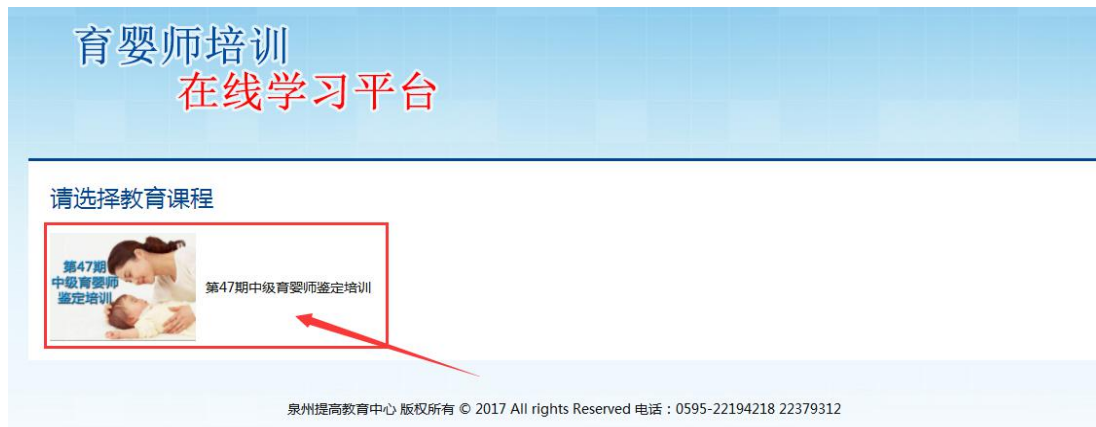 育婴师培训
在线学习平台
请选择教育课程
第47期
中级育婴师
鉴定培训
第47期中级育婴师鉴定培训
泉州提高教育中心 版权所有 © 2017 All rights Reserved 电话：0595-22194218 22379312